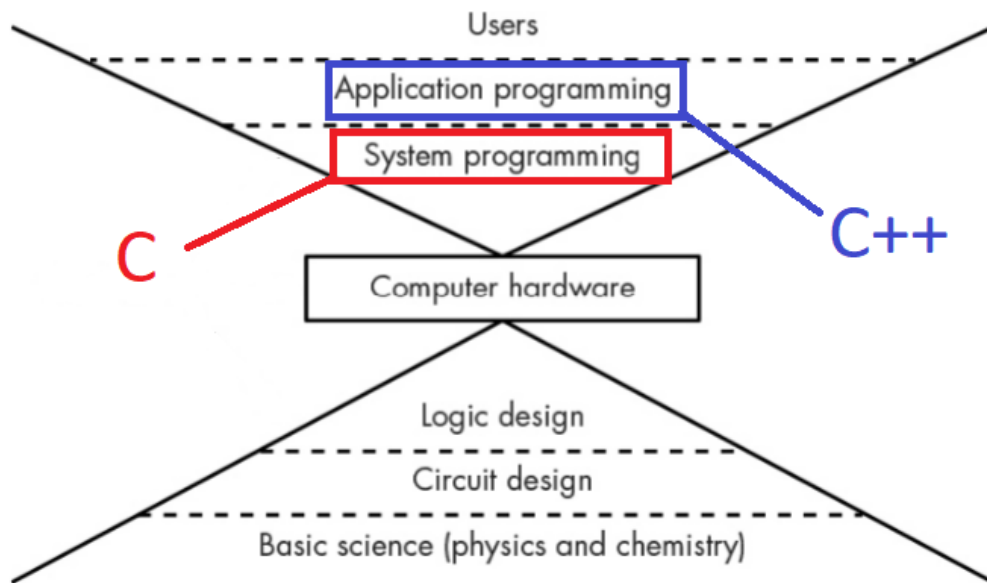 Users
Application programming
System programming
C
C++
Computer hardware
Logic design
Circuit design
Basic science (physics and chemistry)